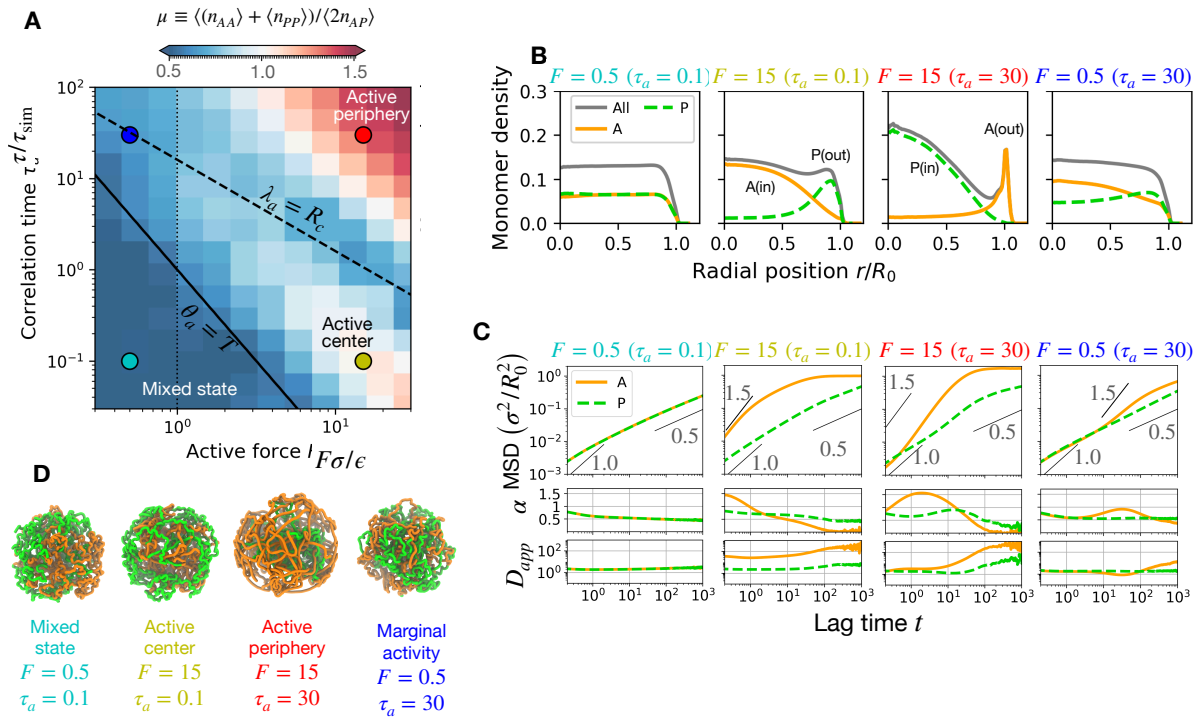 A
μ ≡ ⟨(n_AA⟩ + ⟨n_PP⟩)/⟨2n_AP⟩
0.5 1.0 1.5
Correlation time τ_a/τ_sim
10² 10¹ 10⁰ 10⁻¹
Active periphery
λ_a = R_c
θ_a = T
Active center
Mixed state
10⁰ 10¹
Active force Fσ/ϵ
B
F = 0.5 (τ_a = 0.1) F = 15 (τ_a = 0.1) F = 15 (τ_a = 30) F = 0.5 (τ_a = 30)
Monomer density
0.3 0.2 0.1 0.0
All P
A
A(in) P(out)
P(in) A(out)
0.0 0.5 1.0 0.0 0.5 1.0 0.0 0.5 1.0 0.0 0.5 1.0
Radial position r/R₀
C
F = 0.5 (τ_a = 0.1) F = 15 (τ_a = 0.1) F = 15 (τ_a = 30) F = 0.5 (τ_a = 30)
MSD (σ²/R₀²)
10⁰ 10⁻¹ 10⁻² 10⁻³
A
P
1.0 0.5
1.5 0.5
1.5 1.0 0.5
1.5 1.0 0.5
α
1.5 1.0 0.5
D_app
10² 10⁰
10⁰ 10¹ 10² 10³ 10⁰ 10¹ 10² 10³ 10⁰ 10¹ 10² 10³ 10⁰ 10¹ 10² 10³
Lag time t
D
Mixed state
F = 0.5
τ_a = 0.1
Active center
F = 15
τ_a = 0.1
Active periphery
F = 15
τ_a = 30
Marginal activity
F = 0.5
τ_a = 30